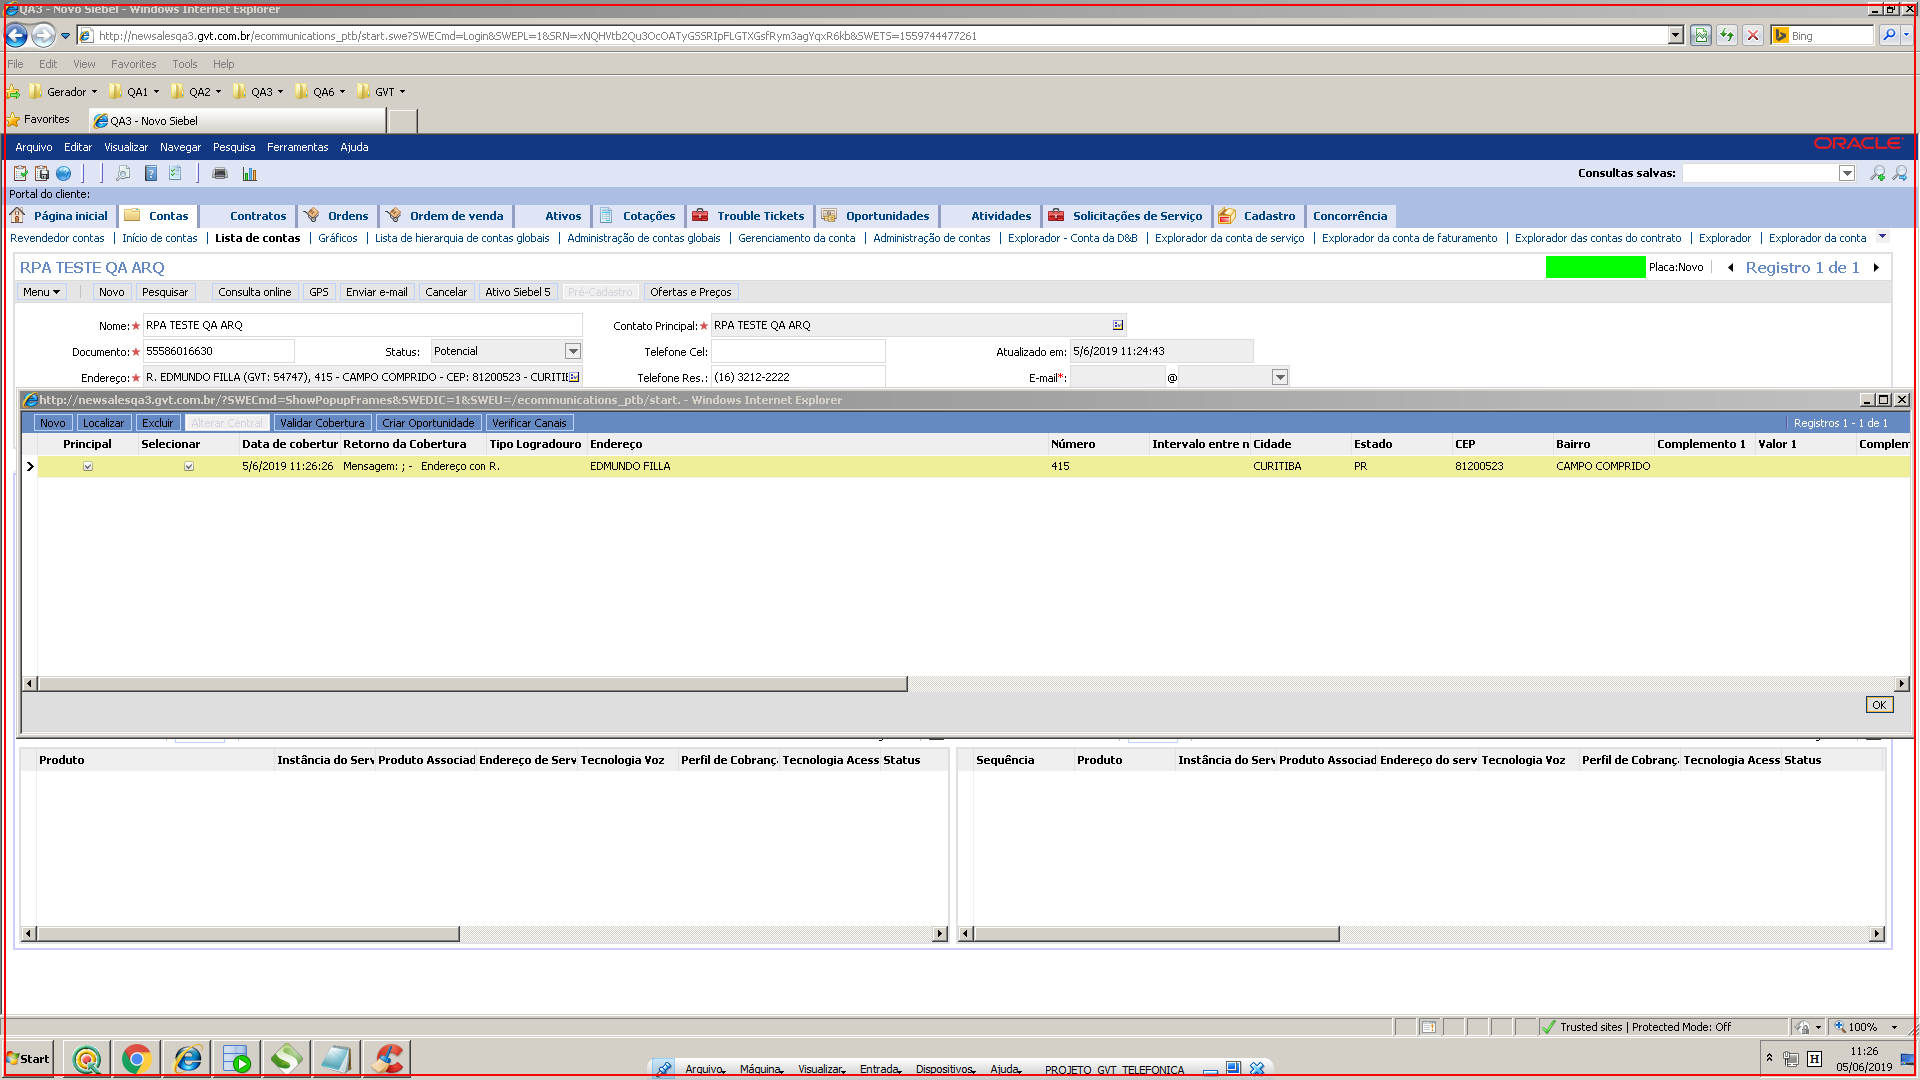 QA3 - Novo Siebel - Windows Internet Explorer
http://newsalesqa3.gvt.com.br/ecommunications_ptb/start.swe?SWECmd=Login&SWEPL=1&SRN=xNQHVtb2Qu3OcOATyGSSRIpFLGTXGsfRym3agYqxR6kb&SWETS=1559744477261
Bing
File Edit View Favorites Tools Help
Gerador QA1 QA2 QA3 QA6 GVT
Favorites QA3 - Novo Siebel
Arquivo Editar Visualizar Navegar Pesquisa Ferramentas Ajuda ORACLE
Consultas salvas:
Portal do cliente:
Página inicial Contas Contratos Ordens Ordem de venda Ativos Cotações Trouble Tickets Oportunidades Atividades Solicitações de Serviço Cadastro Concorrência
Revendedor contas | Início de contas | Lista de contas | Gráficos | Lista de hierarquia de contas globais | Administração de contas globais | Gerenciamento da conta | Administração de contas | Explorador - Conta da D&B | Explorador da conta de serviço | Explorador da conta de faturamento | Explorador das contas do contrato | Explorador | Explorador da conta
RPA TESTE QA ARQ Placa:Novo Registro 1 de 1
Menu Novo Pesquisar Consulta online GPS Enviar e-mail Cancelar Ativo Siebel 5 Pré-Cadastro Ofertas e Preços
Nome: RPA TESTE QA ARQ Contato Principal: RPA TESTE QA ARQ
Documento: 55586016630 Status: Potencial Telefone Cel: Atualizado em: 5/6/2019 11:24:43
Endereço: R. EDMUNDO FILLA (GVT: 54747), 415 - CAMPO COMPRIDO - CEP: 81200523 - CURITI Telefone Res.: (16) 3212-2222 E-mail*: @
http://newsalesqa3.gvt.com.br/?SWECmd=ShowPopupFrames&SWEDIC=1&SWEU=/ecommunications_ptb/start. - Windows Internet Explorer
Novo Localizar Excluir Alterar Central Validar Cobertura Criar Oportunidade Verificar Canais Registros 1 - 1 de 1
Principal Selecionar Data de cobertur Retorno da Cobertura Tipo Logradouro Endereço Número Intervalo entre n Cidade Estado CEP Bairro Complemento 1 Valor 1 Complem
5/6/2019 11:26:26 Mensagem: ; - Endereço con R. EDMUNDO FILLA 415 CURITIBA PR 81200523 CAMPO COMPRIDO
OK
Produto Instância do Serv Produto Associad Endereço de Serv Tecnologia Voz Perfil de Cobranç Tecnologia Acess Status
Sequência Produto Instância do Serv Produto Associad Endereço do serv Tecnologia Voz Perfil de Cobranç Tecnologia Acess Status
Trusted sites | Protected Mode: Off 100%
Start H 11:26
05/06/2019
Arquivo Máquina Visualizar Entrada Dispositivos Ajuda PROJETO GVT TELEFONICA